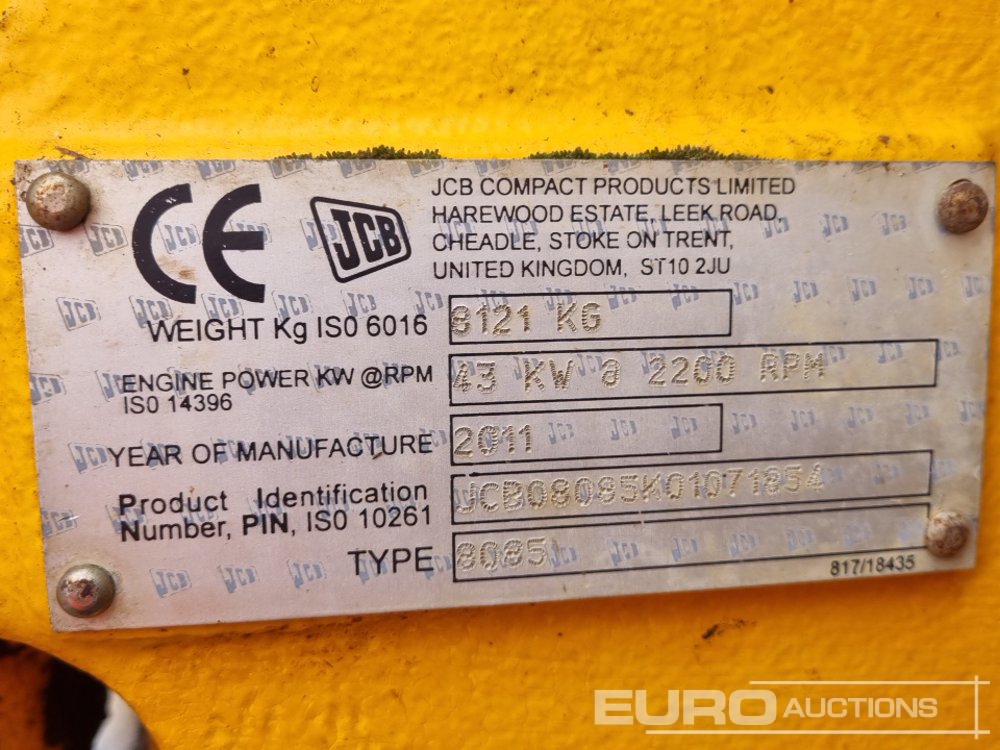 CE
JCB
JCB COMPACT PRODUCTS LIMITED
HAREWOOD ESTATE, LEEK ROAD,
CHEADLE, STOKE ON TRENT,
UNITED KINGDOM, ST10 2JU
WEIGHT Kg ISO 6016 8121 KG
ENGINE POWER KW @RPM 43 KW @ 2200 RPM
ISO 14396
YEAR OF MANUFACTURE 2011
Product Identification JCB08085K01071854
Number, PIN, ISO 10261
TYPE 8085
817/18435
EURO AUCTIONS